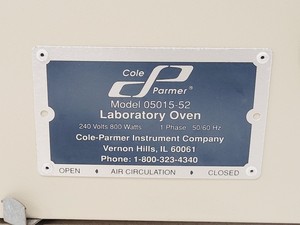 Cole
Parmer®
Model 05015-52
Laboratory Oven
240 Volts 800 Watts 1 Phase 50/60 Hz
Cole-Parmer Instrument Company
Vernon Hills, IL 60061
Phone: 1-800-323-4340
OPEN ◄ AIR CIRCULATION ► CLOSED